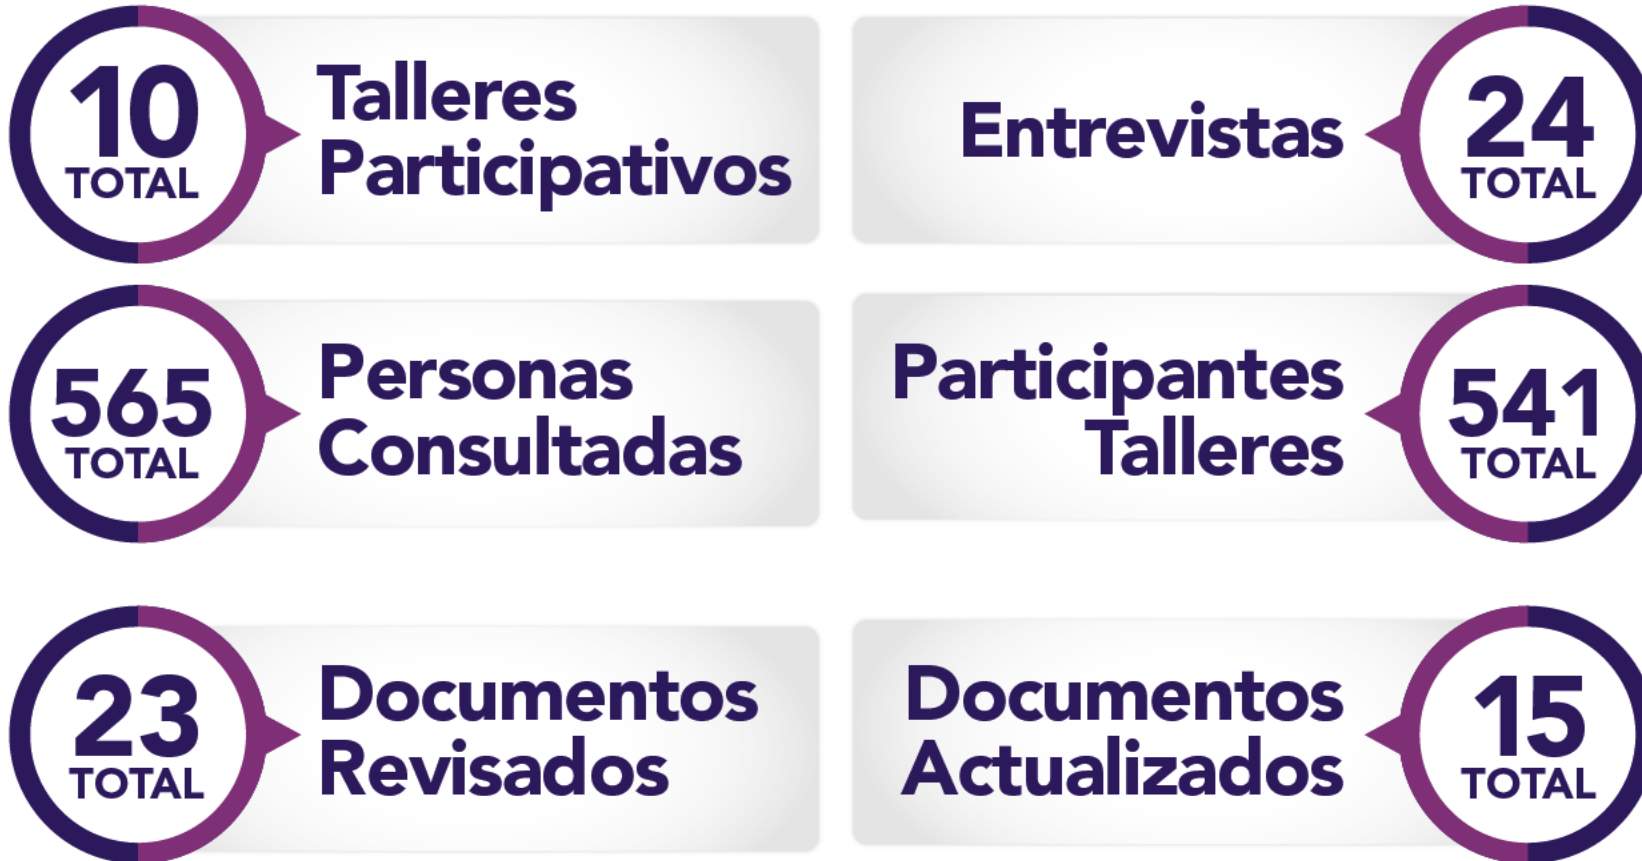 10
TOTAL
Talleres
Participativos
Entrevistas
24
TOTAL
565
TOTAL
Personas
Consultadas
Participantes
Talleres
541
TOTAL
23
TOTAL
Documentos
Revisados
Documentos
Actualizados
15
TOTAL